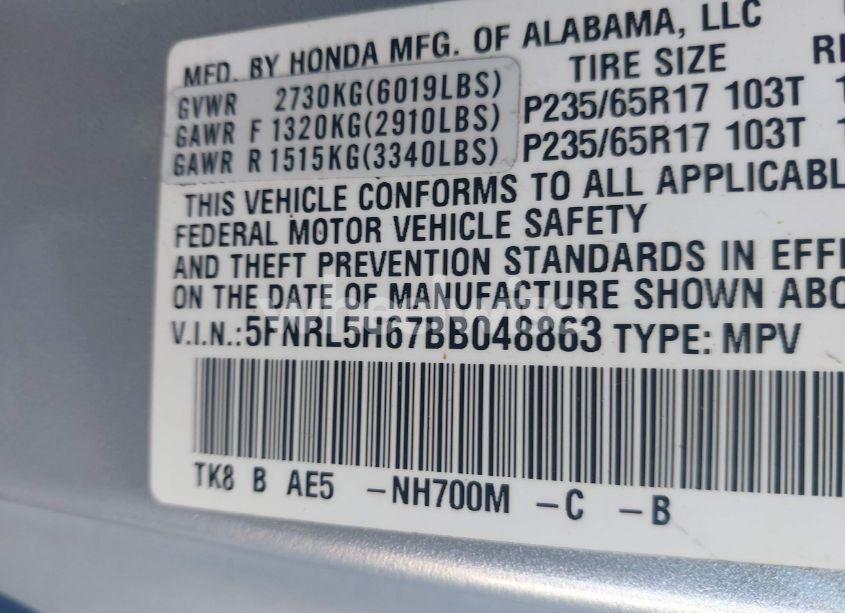 MFD. BY HONDA MFG. OF ALABAMA, LLC
TIRE SIZE
GVWR 2730KG(6019LBS)
GAWR F 1320KG(2910LBS) P235/65R17 103T
GAWR R 1515KG(3340LBS) P235/65R17 103T
THIS VEHICLE CONFORMS TO ALL APPLICABL
FEDERAL MOTOR VEHICLE SAFETY
AND THEFT PREVENTION STANDARDS IN EFF
ON THE DATE OF MANUFACTURE SHOWN ABO
V.I.N.:5FNRL5H67BB048863 TYPE: MPV
TK8 B AE5 -NH700M -C -B